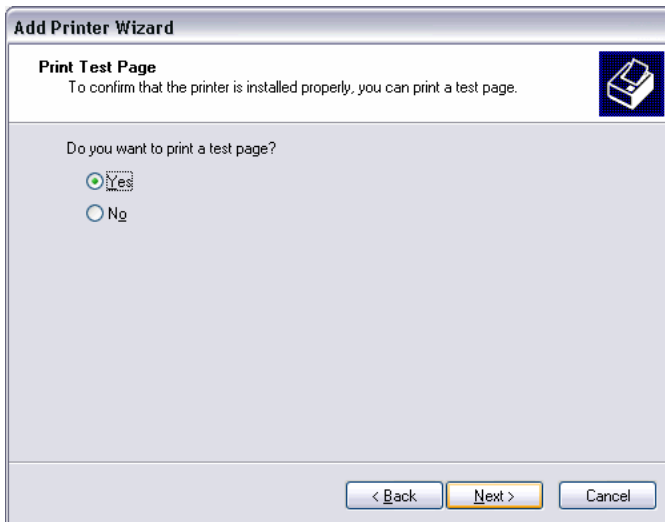 Add Printer Wizard
Print Test Page
To confirm that the printer is installed properly, you can print a test page.
Do you want to print a test page?
Yes
No
< Back
Next >
Cancel